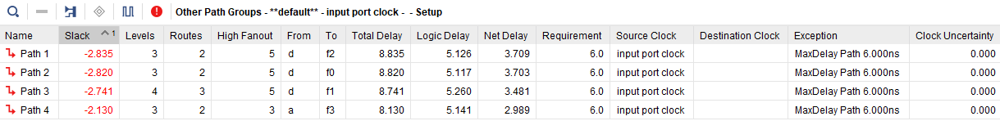 Other Path Groups - **default** - input port clock - - Setup
Name Slack 1 Levels Routes High Fanout From To Total Delay Logic Delay Net Delay Requirement Source Clock Destination Clock Exception Clock Uncertainty
Path 1 -2.835 3 2 5 d f2 8.835 5.126 3.709 6.0 input port clock MaxDelay Path 6.000ns 0.000
Path 2 -2.820 3 2 5 d f0 8.820 5.117 3.703 6.0 input port clock MaxDelay Path 6.000ns 0.000
Path 3 -2.741 4 3 5 d f1 8.741 5.260 3.481 6.0 input port clock MaxDelay Path 6.000ns 0.000
Path 4 -2.130 3 2 3 a f3 8.130 5.141 2.989 6.0 input port clock MaxDelay Path 6.000ns 0.000